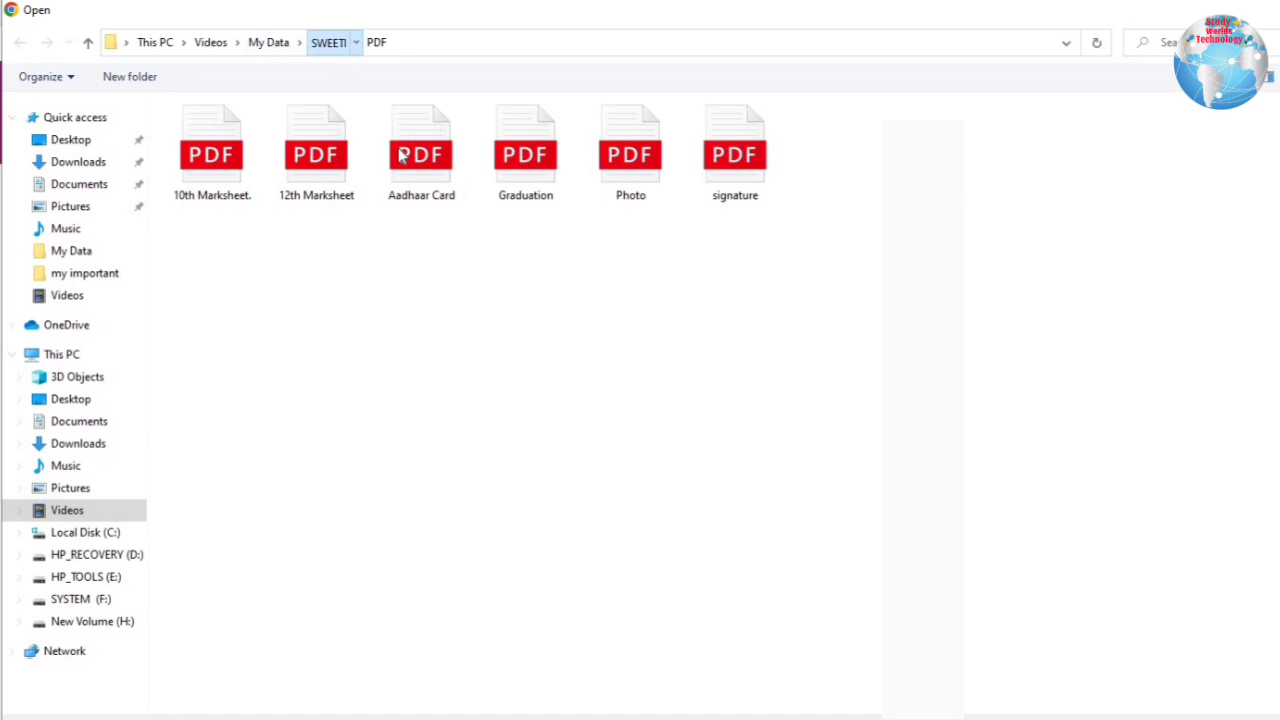 Open
This PC > Videos > My Data > SWEETI PDF
Sea
Study
Worlds
Technology
Organize
New folder
Quick access
Desktop
Downloads
Documents
Pictures
Music
My Data
my important
Videos
OneDrive
This PC
3D Objects
Desktop
Documents
Downloads
Music
Pictures
Videos
Local Disk (C:)
HP_RECOVERY (D:)
HP_TOOLS (E:)
SYSTEM (F:)
New Volume (H:)
Network
PDF PDF PDF PDF PDF PDF
10th Marksheet. 12th Marksheet Aadhaar Card Graduation Photo signature